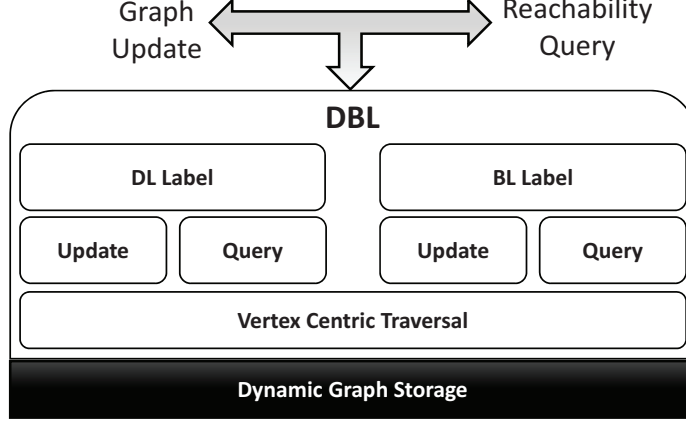 Graph
Update
Reachability
Query
DBL
DL Label
BL Label
Update
Query
Update
Query
Vertex Centric Traversal
Dynamic Graph Storage